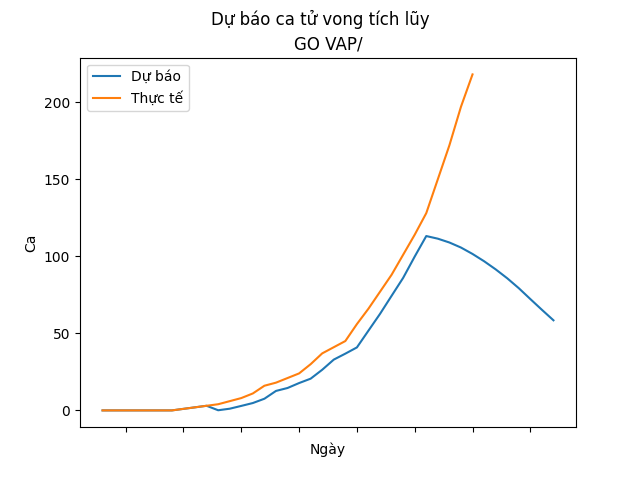 Dự báo ca tử vong tích lũy
GO VAP/
Dự báo
Thực tế
200
150
100
50
0
Ca
Ngày